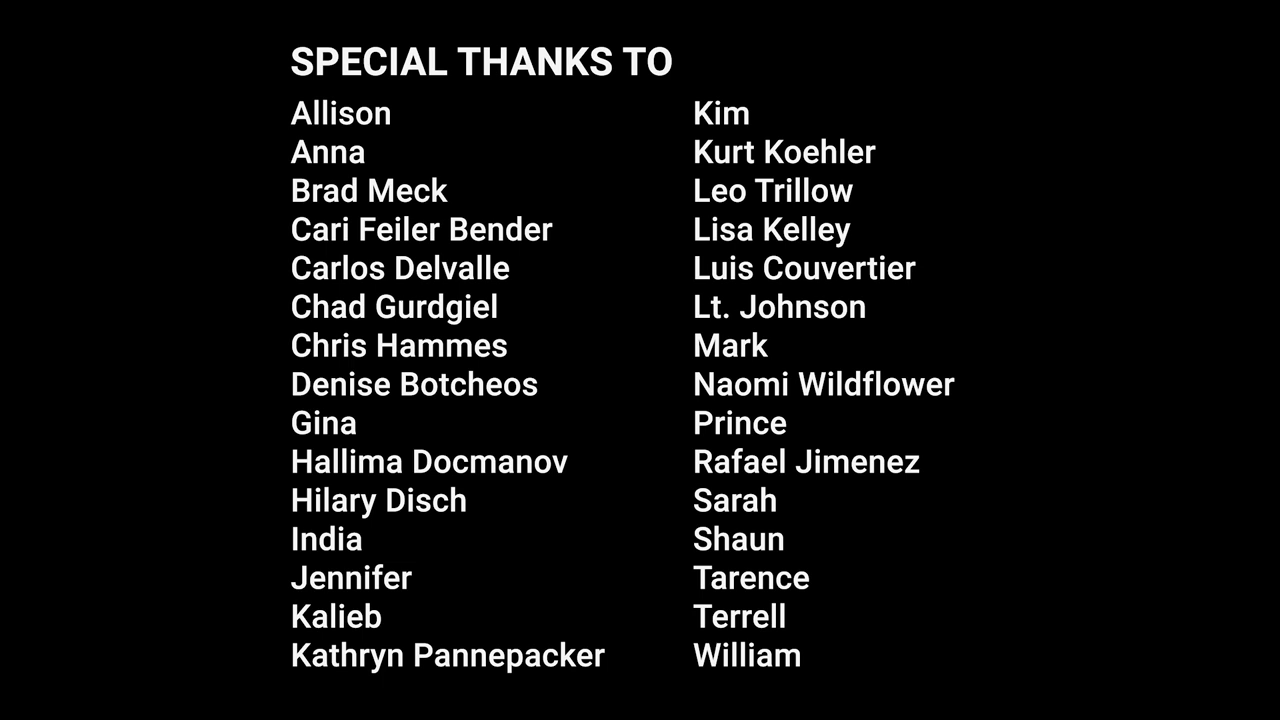 SPECIAL THANKS TO
Allison
Anna
Brad Meck
Cari Feiler Bender
Carlos Delvalle
Chad Gurdgiel
Chris Hammes
Denise Botcheos
Gina
Hallima Docmanov
Hilary Disch
India
Jennifer
Kalieb
Kathryn Pannepacker
Kim
Kurt Koehler
Leo Trillow
Lisa Kelley
Luis Couvertier
Lt. Johnson
Mark
Naomi Wildflower
Prince
Rafael Jimenez
Sarah
Shaun
Tarence
Terrell
William